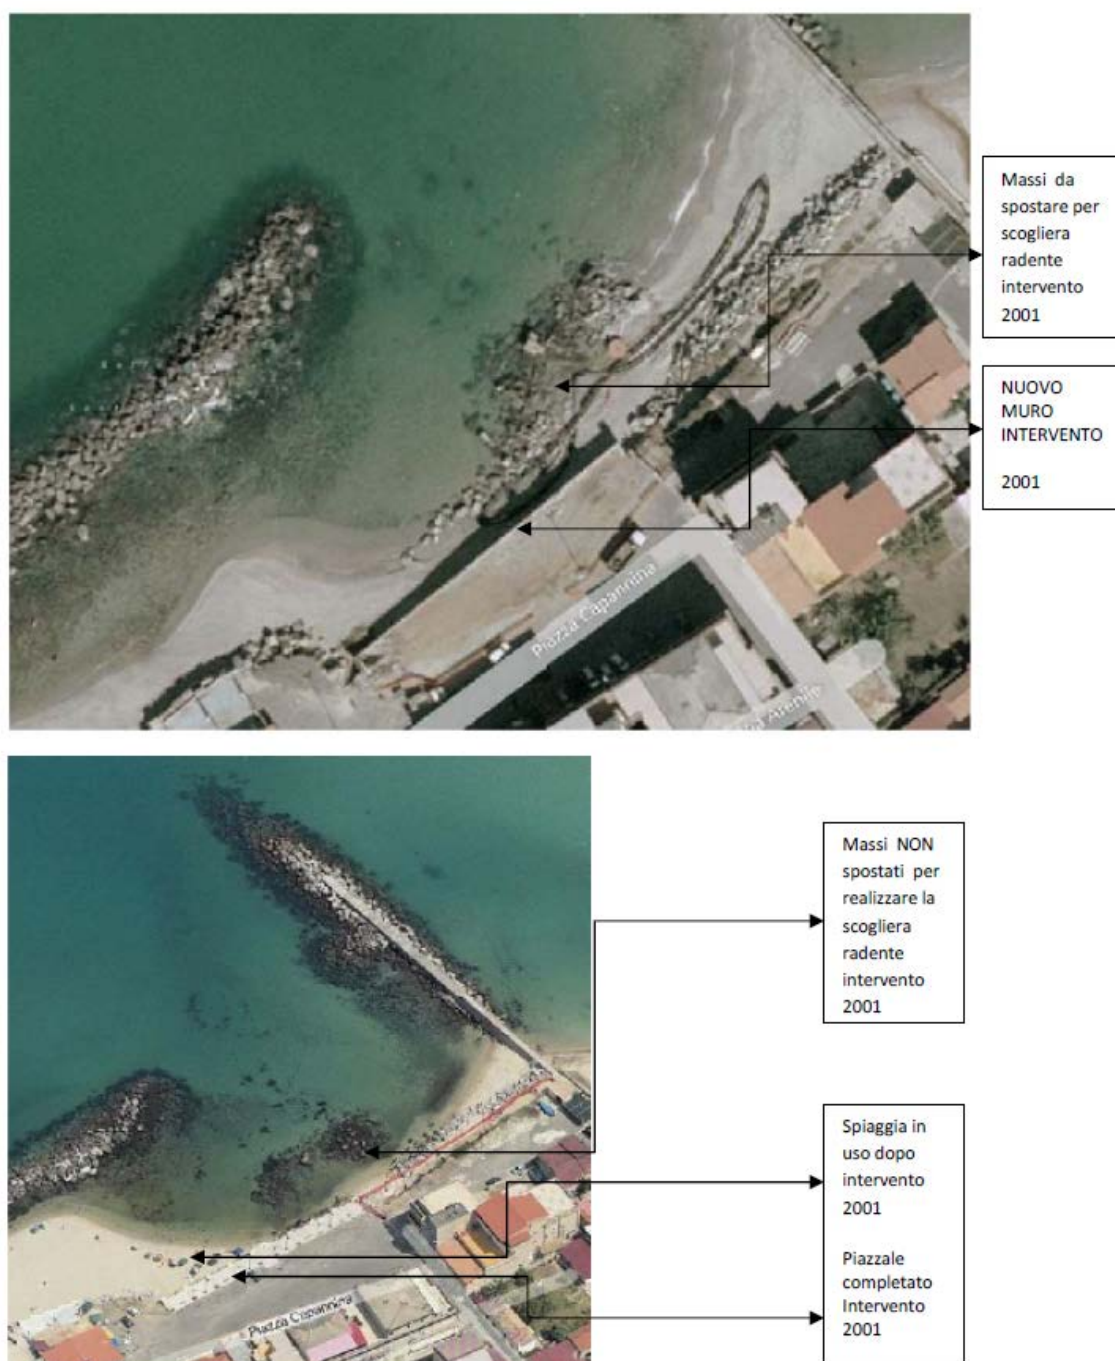 Massi da
spostare per
scogliera
radente
intervento
2001
NUOVO
MURO
INTERVENTO
2001
Piazza Capannina
Arenile
Massi NON
spostati per
realizzare la
scogliera
radente
intervento
2001
Spiaggia in
uso dopo
intervento
2001
Piazzale
completato
Intervento
2001
Piazza Capannina